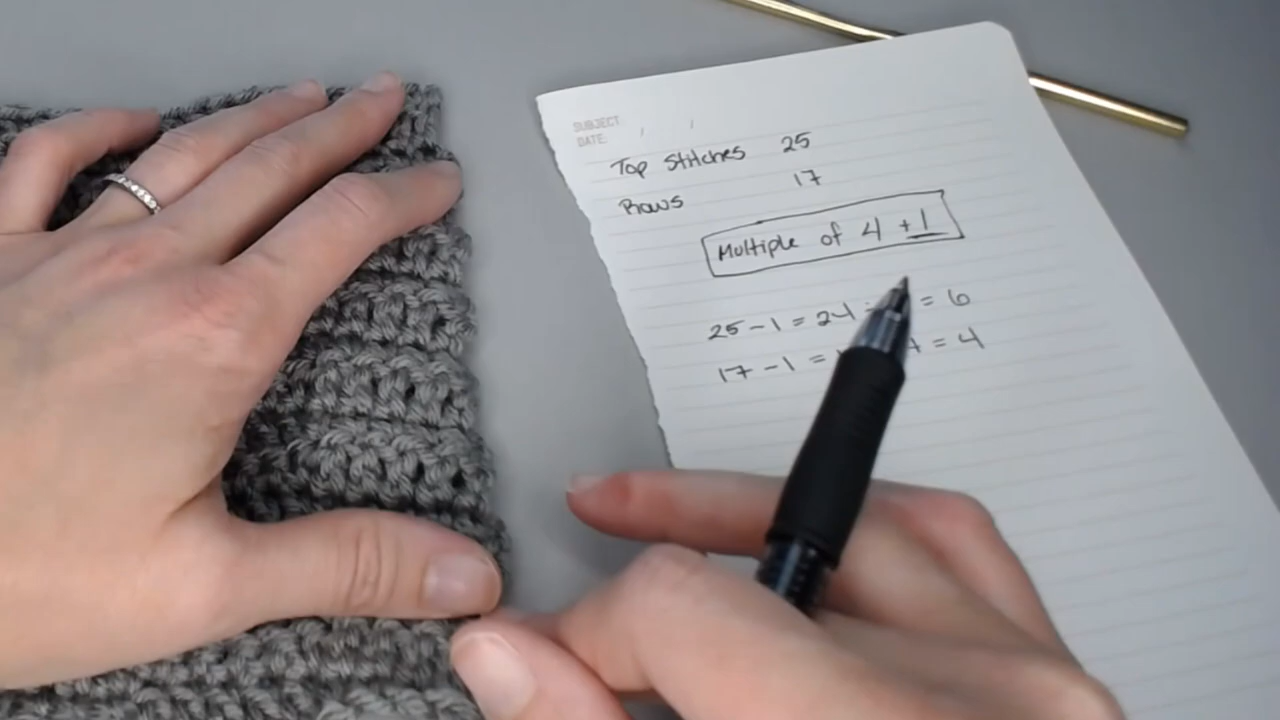 SUBJECT
DATE: / /
Top Stitches 25
Rows 17
Multiple of 4 +1
25 - 1 = 24 = 6
17 - 1 = = 4